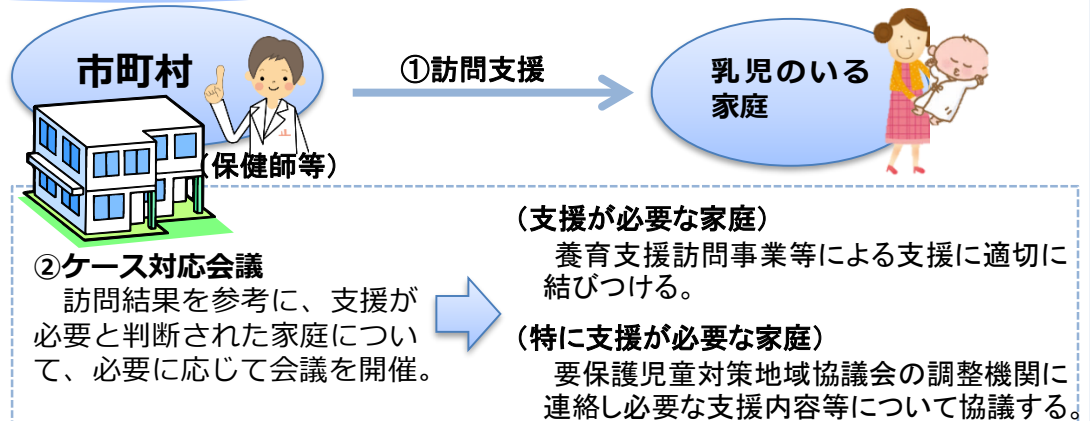 市町村
(保健師等)
①訪問支援
乳児のいる
家庭
②ケース対応会議
訪問結果を参考に、支援が
必要と判断された家庭につい
て、必要に応じて会議を開催。
(支援が必要な家庭)
養育支援訪問事業等による支援に適切に
結びつける。
(特に支援が必要な家庭)
要保護児童対策地域協議会の調整機関に
連絡し必要な支援内容等について協議する。